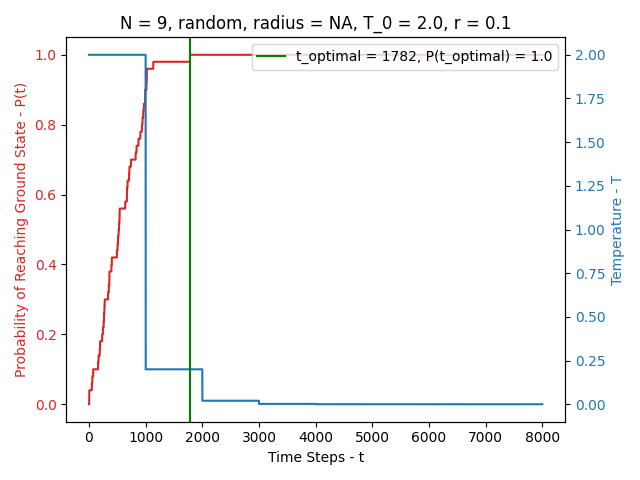 N = 9, random, radius = NA, T_0 = 2.0, r = 0.1
t_optimal = 1782, P(t_optimal) = 1.0
Probability of Reaching Ground State - P(t)
1.0
0.8
0.6
0.4
0.2
0.0
2.00
1.75
1.50
1.25
1.00
0.75
0.50
0.25
0.00
Temperature - T
0 1000 2000 3000 4000 5000 6000 7000 8000
Time Steps - t